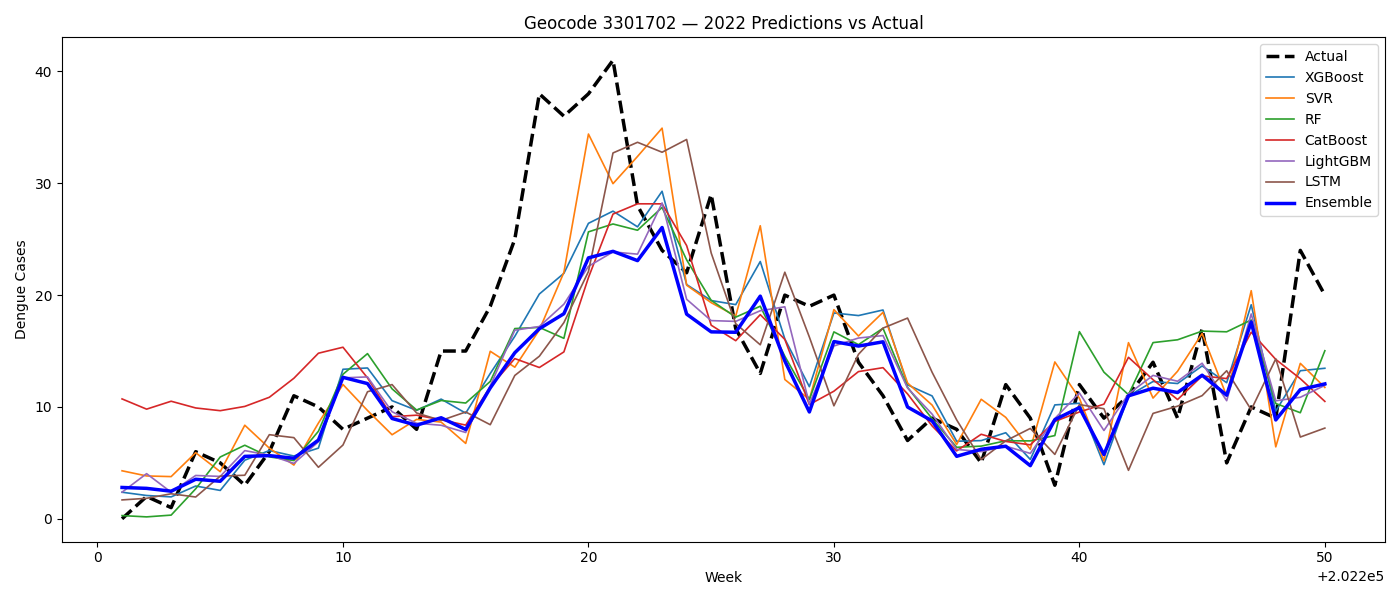 Geocode 3301702 — 2022 Predictions vs Actual
Dengue Cases
40
30
20
10
0
Actual
XGBoost
SVR
RF
CatBoost
LightGBM
LSTM
Ensemble
0 10 20 30 40 50
Week
+2.022e5